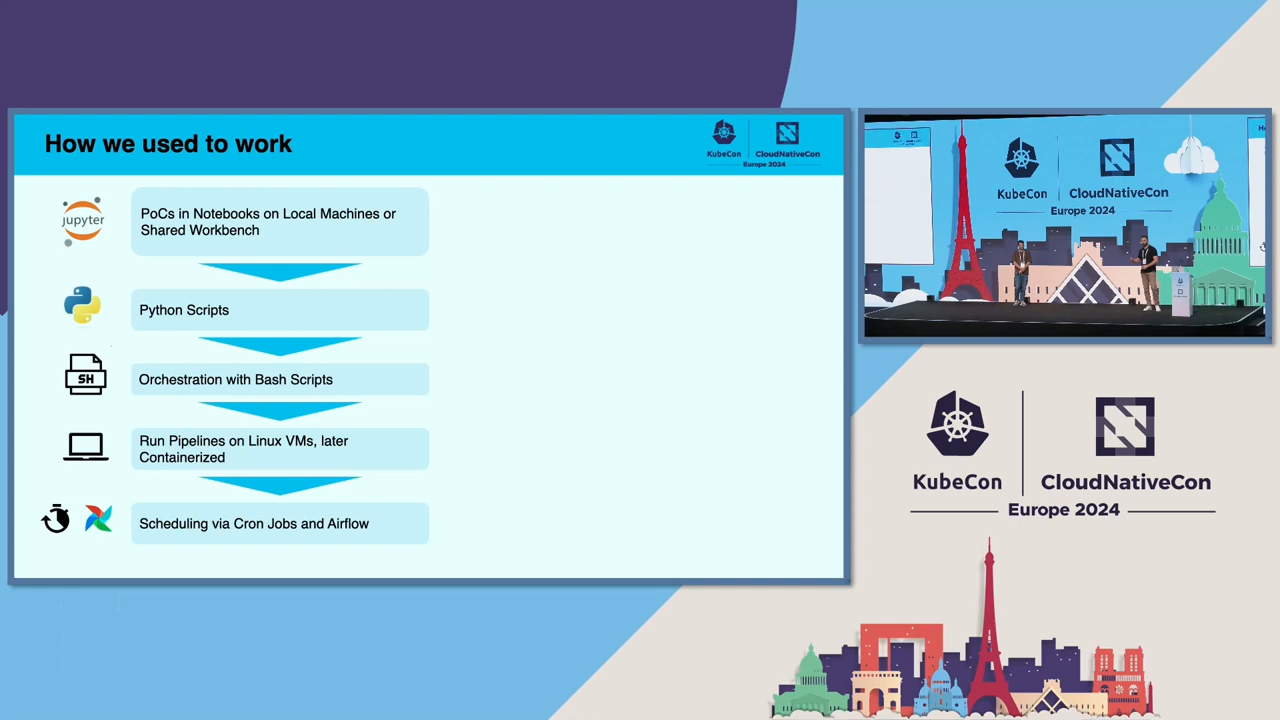 How we used to work
KubeCon
CloudNativeCon
Europe 2024
jupyter
PoCs in Notebooks on Local Machines or
Shared Workbench
Python Scripts
SH
Orchestration with Bash Scripts
Run Pipelines on Linux VMs, later
Containerized
Scheduling via Cron Jobs and Airflow
KubeCon
CloudNativeCon
Europe 2024
KubeCon
CloudNativeCon
Europe 2024